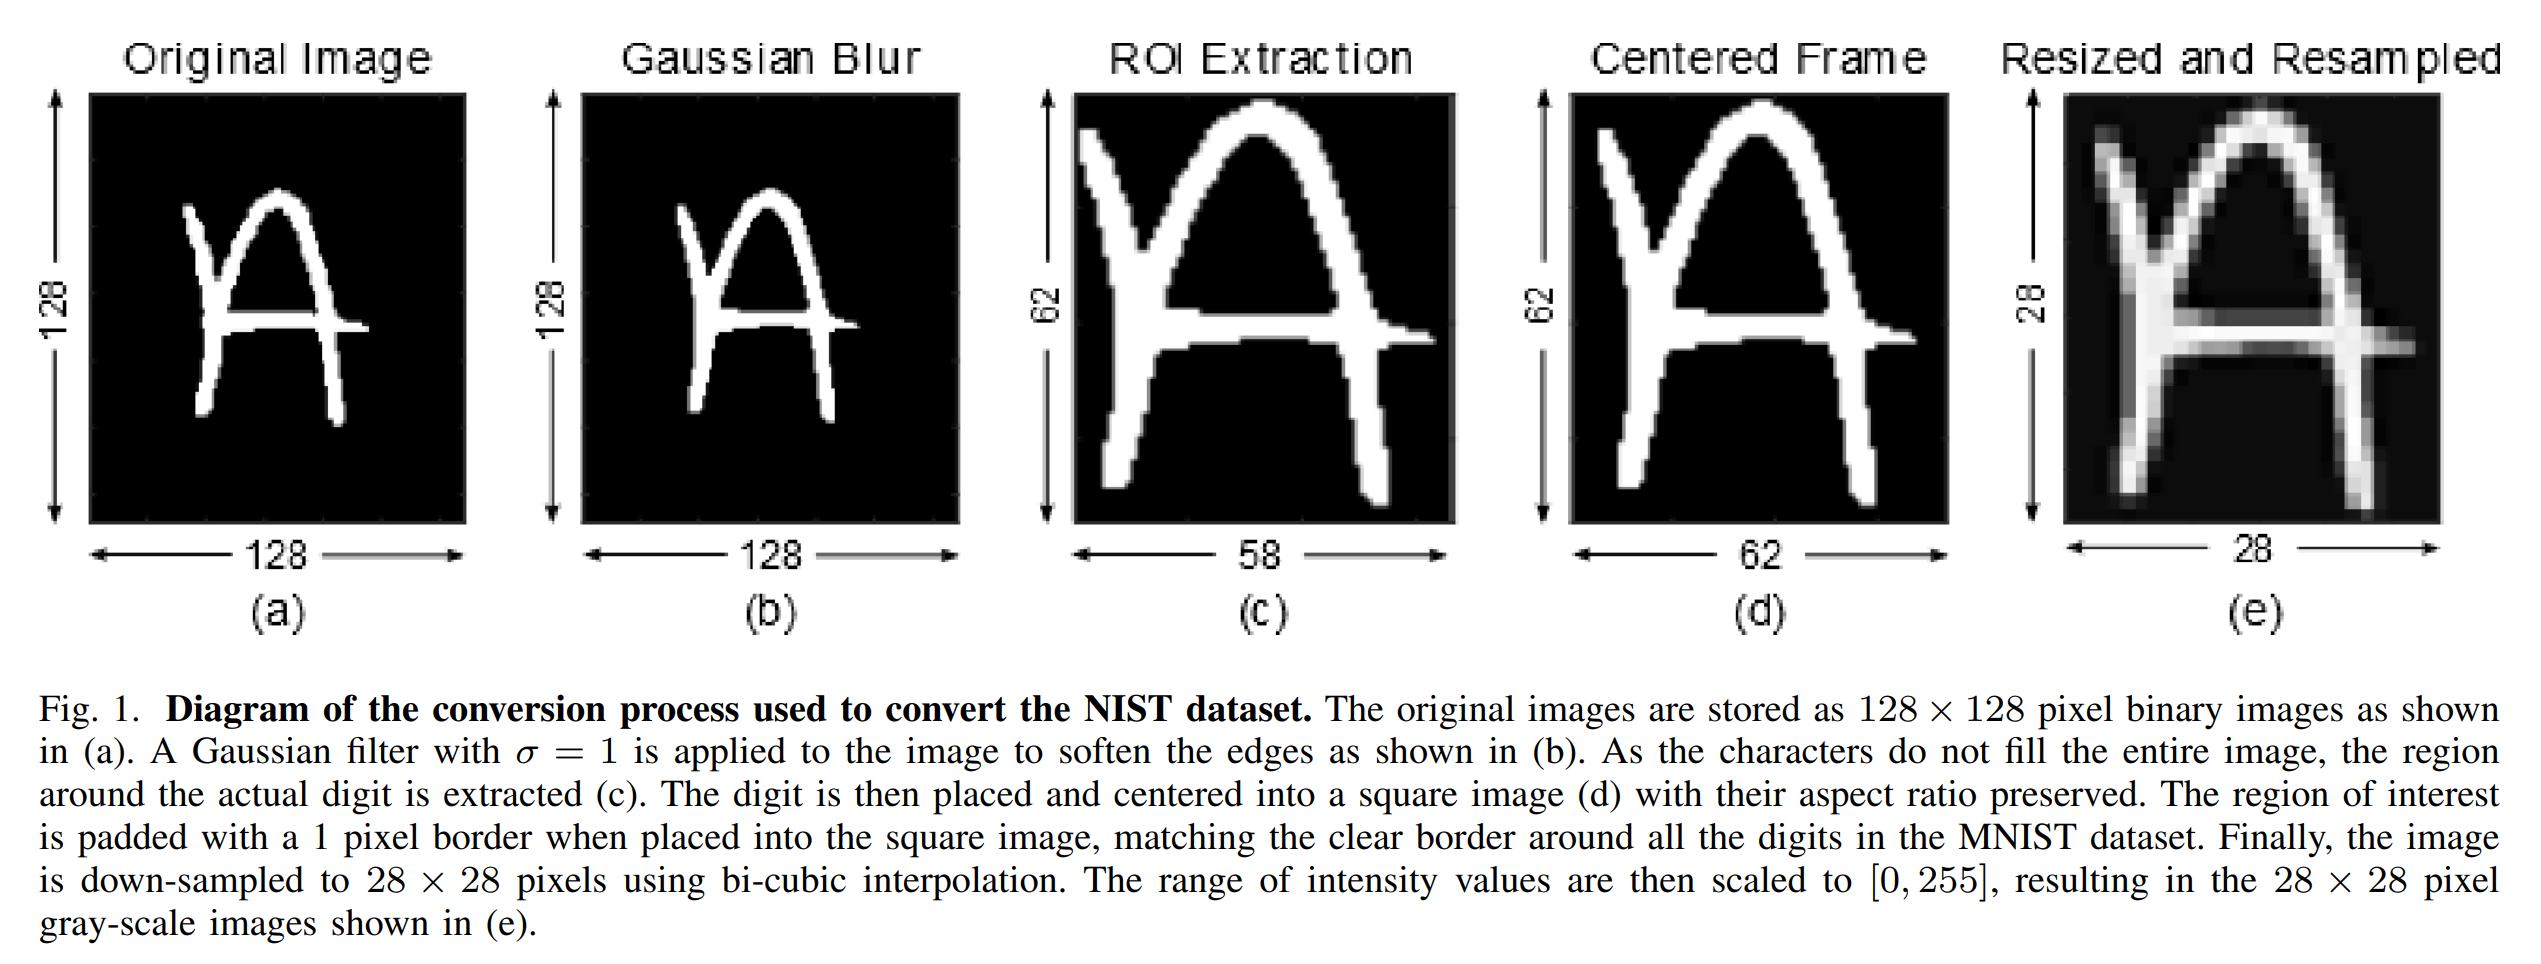 Original Image Gaussian Blur ROI Extraction Centered Frame Resized and Resampled
128 128 62 62 28
128 128 58 62 28
(a) (b) (c) (d) (e)
Fig. 1. Diagram of the conversion process used to convert the NIST dataset. The original images are stored as 128 × 128 pixel binary images as shown
in (a). A Gaussian filter with σ = 1 is applied to the image to soften the edges as shown in (b). As the characters do not fill the entire image, the region
around the actual digit is extracted (c). The digit is then placed and centered into a square image (d) with their aspect ratio preserved. The region of interest
is padded with a 1 pixel border when placed into the square image, matching the clear border around all the digits in the MNIST dataset. Finally, the image
is down-sampled to 28 × 28 pixels using bi-cubic interpolation. The range of intensity values are then scaled to [0, 255], resulting in the 28 × 28 pixel
gray-scale images shown in (e).